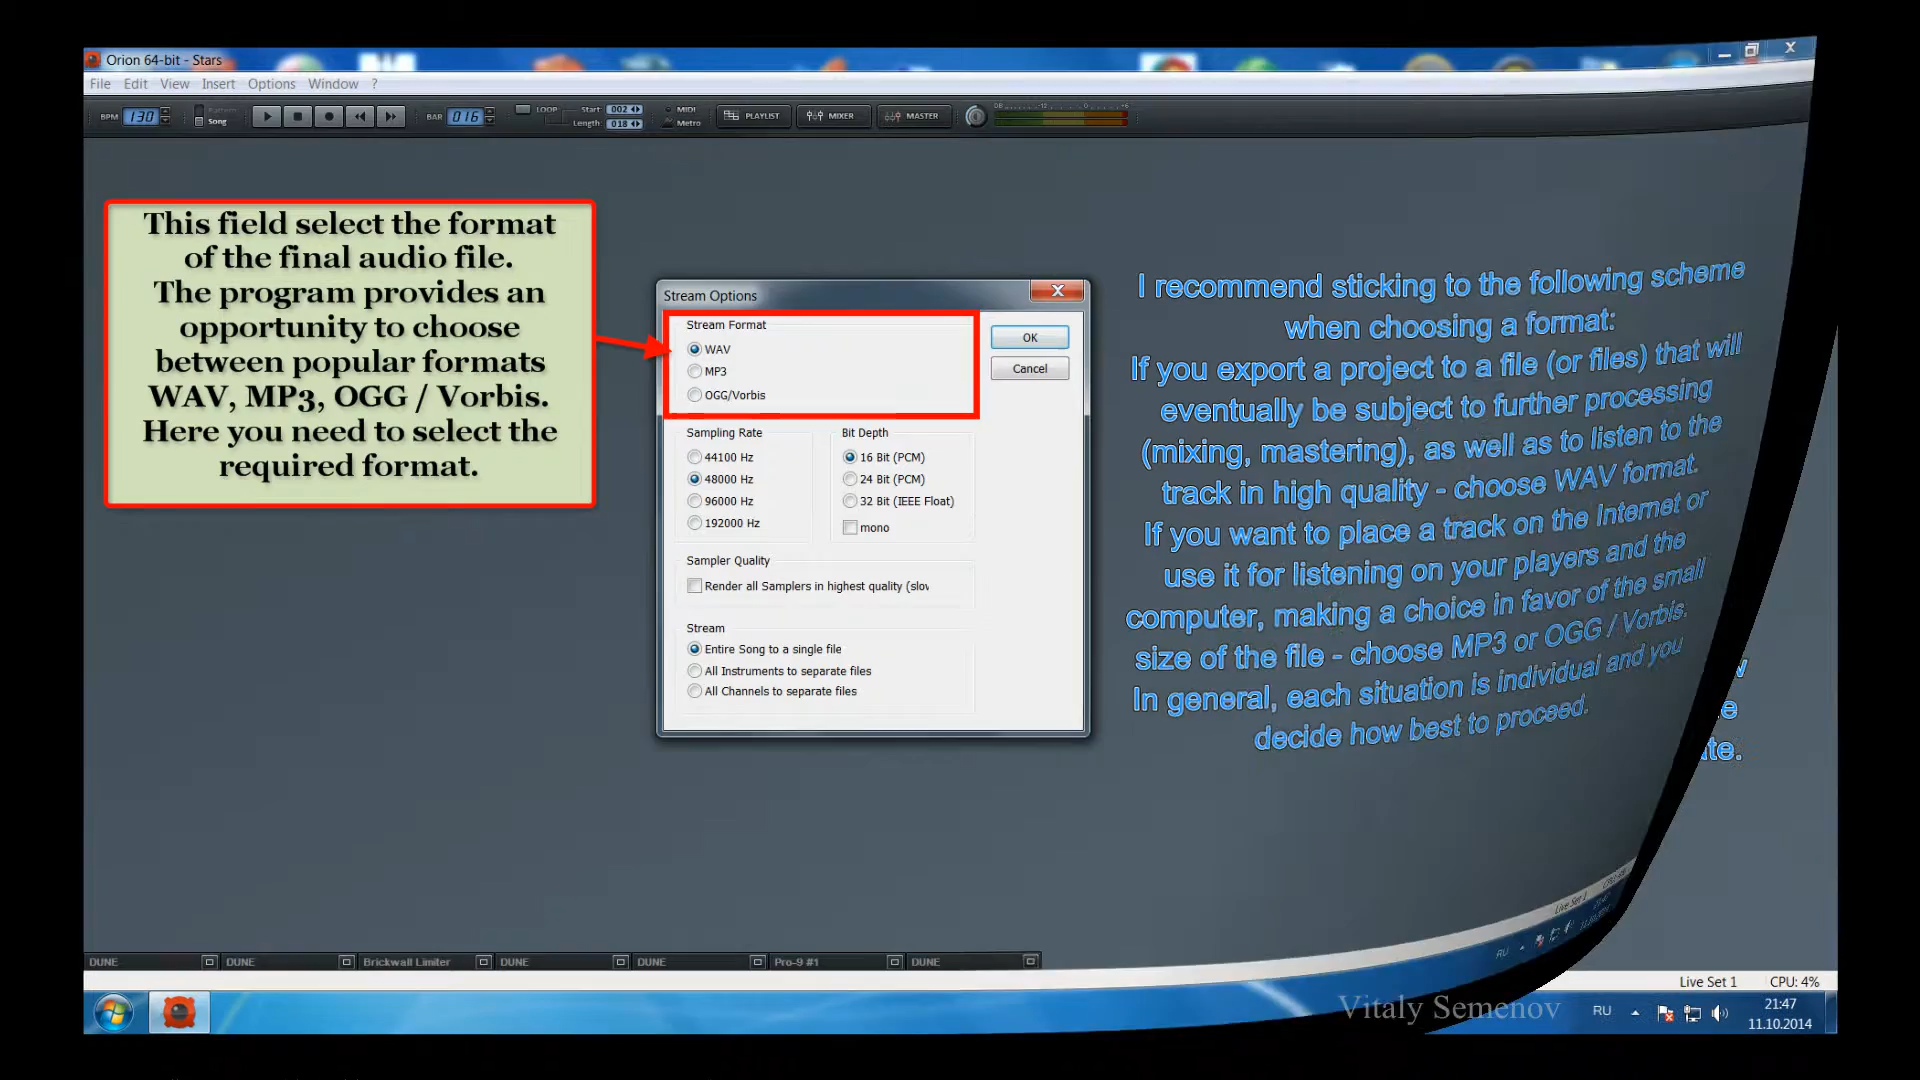 Orion 64-bit - Stars
File Edit View Insert Options Window ?
BPM 130 Song BAR 016 LOOP Start: 002 Length: 018 MIDI Metro PLAYLIST MIXER MASTER
This field select the format
of the final audio file.
The program provides an
opportunity to choose
between popular formats
WAV, MP3, OGG / Vorbis.
Here you need to select the
required format.
Stream Options
Stream Format
WAV
MP3
OGG/Vorbis
OK
Cancel
Sampling Rate
44100 Hz
48000 Hz
96000 Hz
192000 Hz
Bit Depth
16 Bit (PCM)
24 Bit (PCM)
32 Bit (IEEE Float)
mono
Sampler Quality
Render all Samplers in highest quality (slov
Stream
Entire Song to a single file
All Instruments to separate files
All Channels to separate files
I recommend sticking to the following scheme
when choosing a format:
If you export a project to a file (or files) that will
eventually be subject to further processing
(mixing, mastering), as well as to listen to the
track in high quality - choose WAV format.
If you want to place a track on the Internet or
use it for listening on your players and the
computer, making a choice in favor of the small
size of the file - choose MP3 or OGG / Vorbis.
In general, each situation is individual and you
decide how best to proceed.
DUNE DUNE Brickwall Limiter DUNE DUNE Pro-9 #1 DUNE
Live Set 1 CPU: 4%
Vitaly Semenov
RU
21:47
11.10.2014